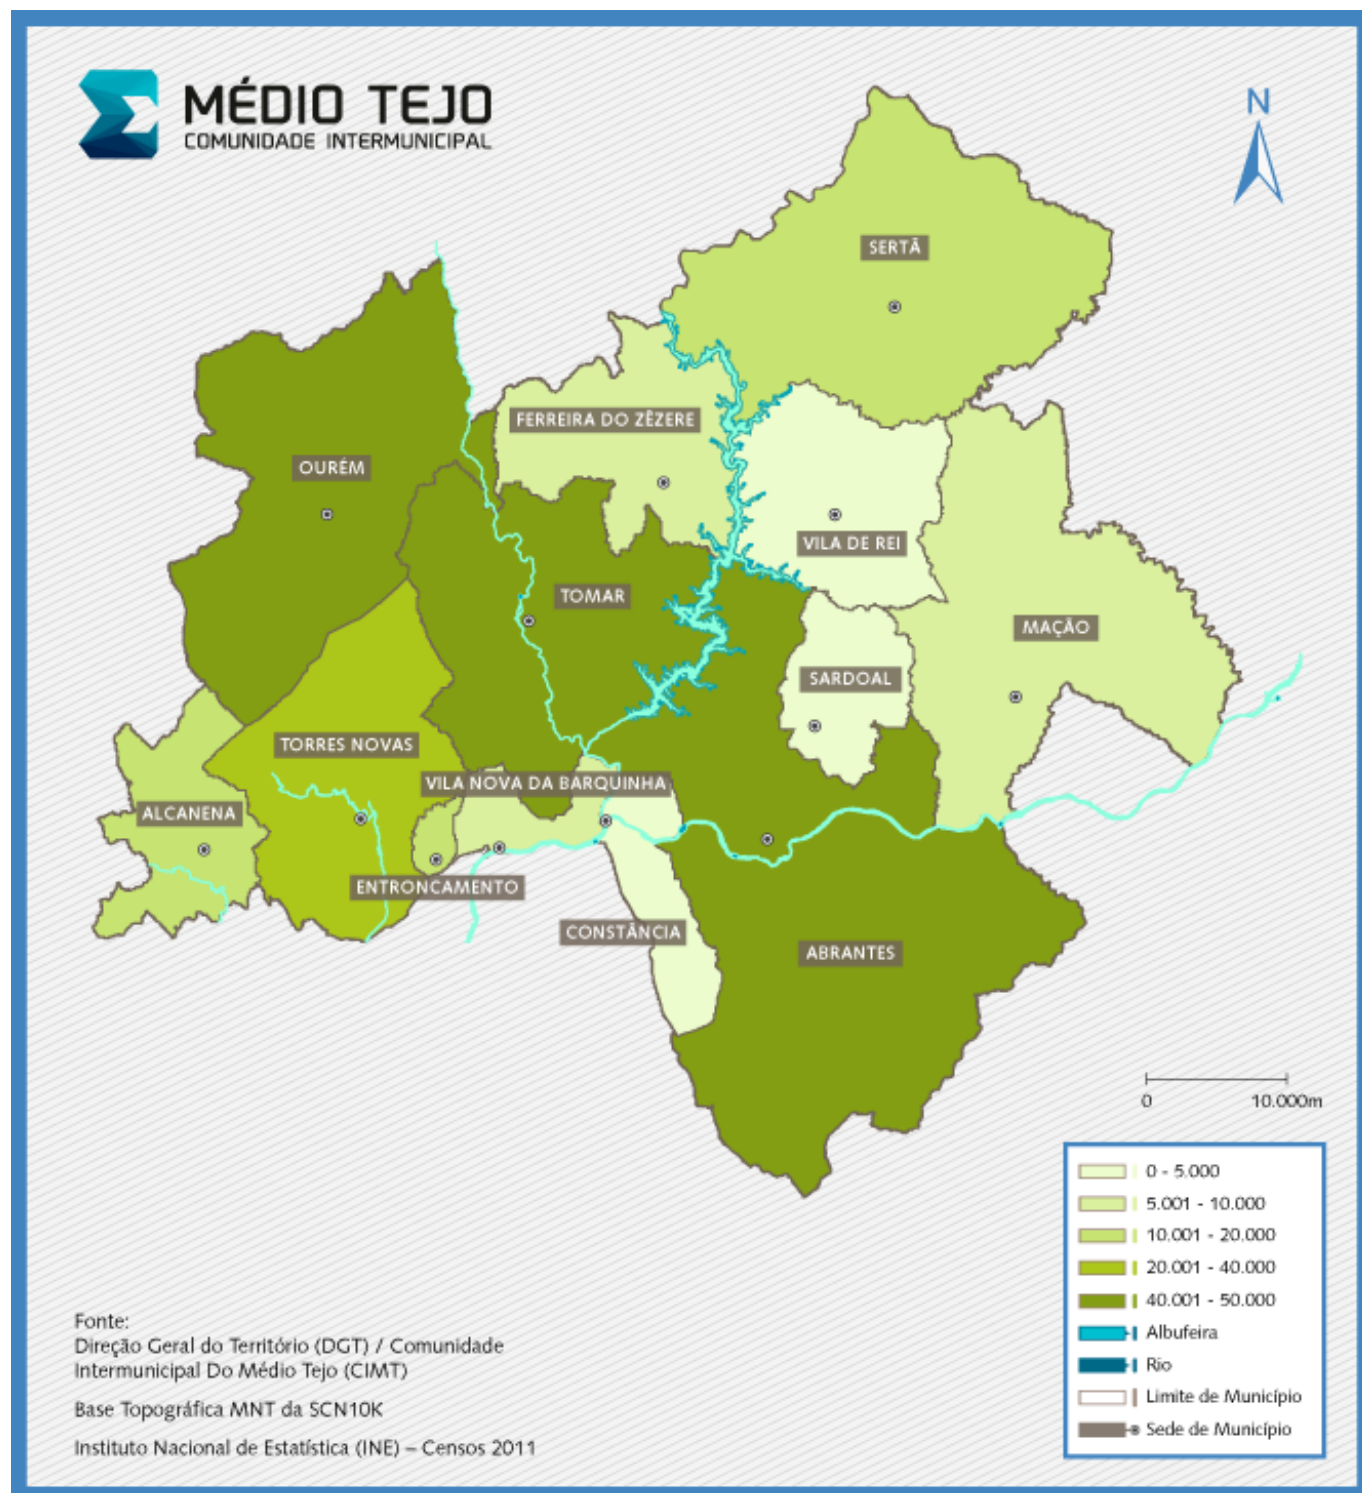 MÉDIO TEJO
COMUNIDADE INTERMUNICIPAL
N
SERTÃ
FERREIRA DO ZÊZERE
OURÉM
VILA DE REI
TOMAR
MAÇÃO
SARDOAL
TORRES NOVAS
VILA NOVA DA BARQUINHA
ALCANENA
ENTRONCAMENTO
CONSTÂNCIA
ABRANTES
0 10.000m
0 - 5.000
5.001 - 10.000
10.001 - 20.000
20.001 - 40.000
40.001 - 50.000
Albufeira
Rio
Limite de Município
Sede de Município
Fonte:
Direção Geral do Território (DGT) / Comunidade
Intermunicipal Do Médio Tejo (CIMT)
Base Topográfica MNT da SCN10K
Instituto Nacional de Estatística (INE) – Censos 2011